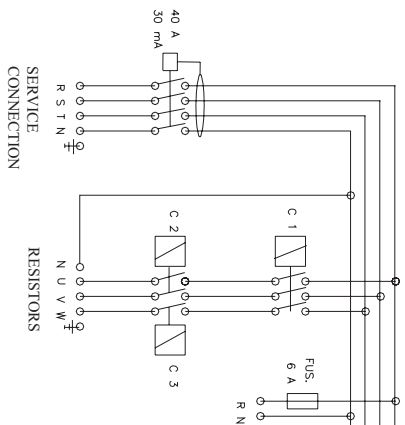 40 A
30 mA
SERVICE
CONNECTION
R S T N
C 1
C 2
C 3
RESISTORS
N U V W
FUS.
6 A
R N